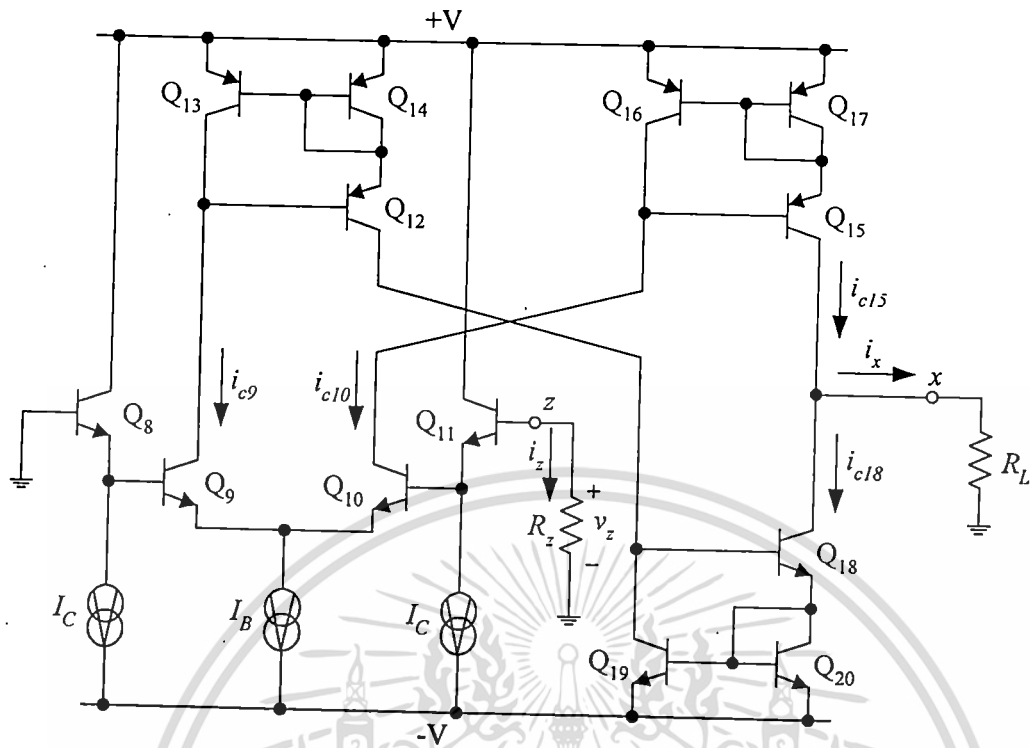 +V
Q13 Q14 Q16 Q17
Q12 Q15
ic15
ix x
ic9 ic10
Q8 Q11 z
iz
ic18
RL
Q9 Q10
Rz + vz −
Q18
IC IB IC
Q19 Q20
-V